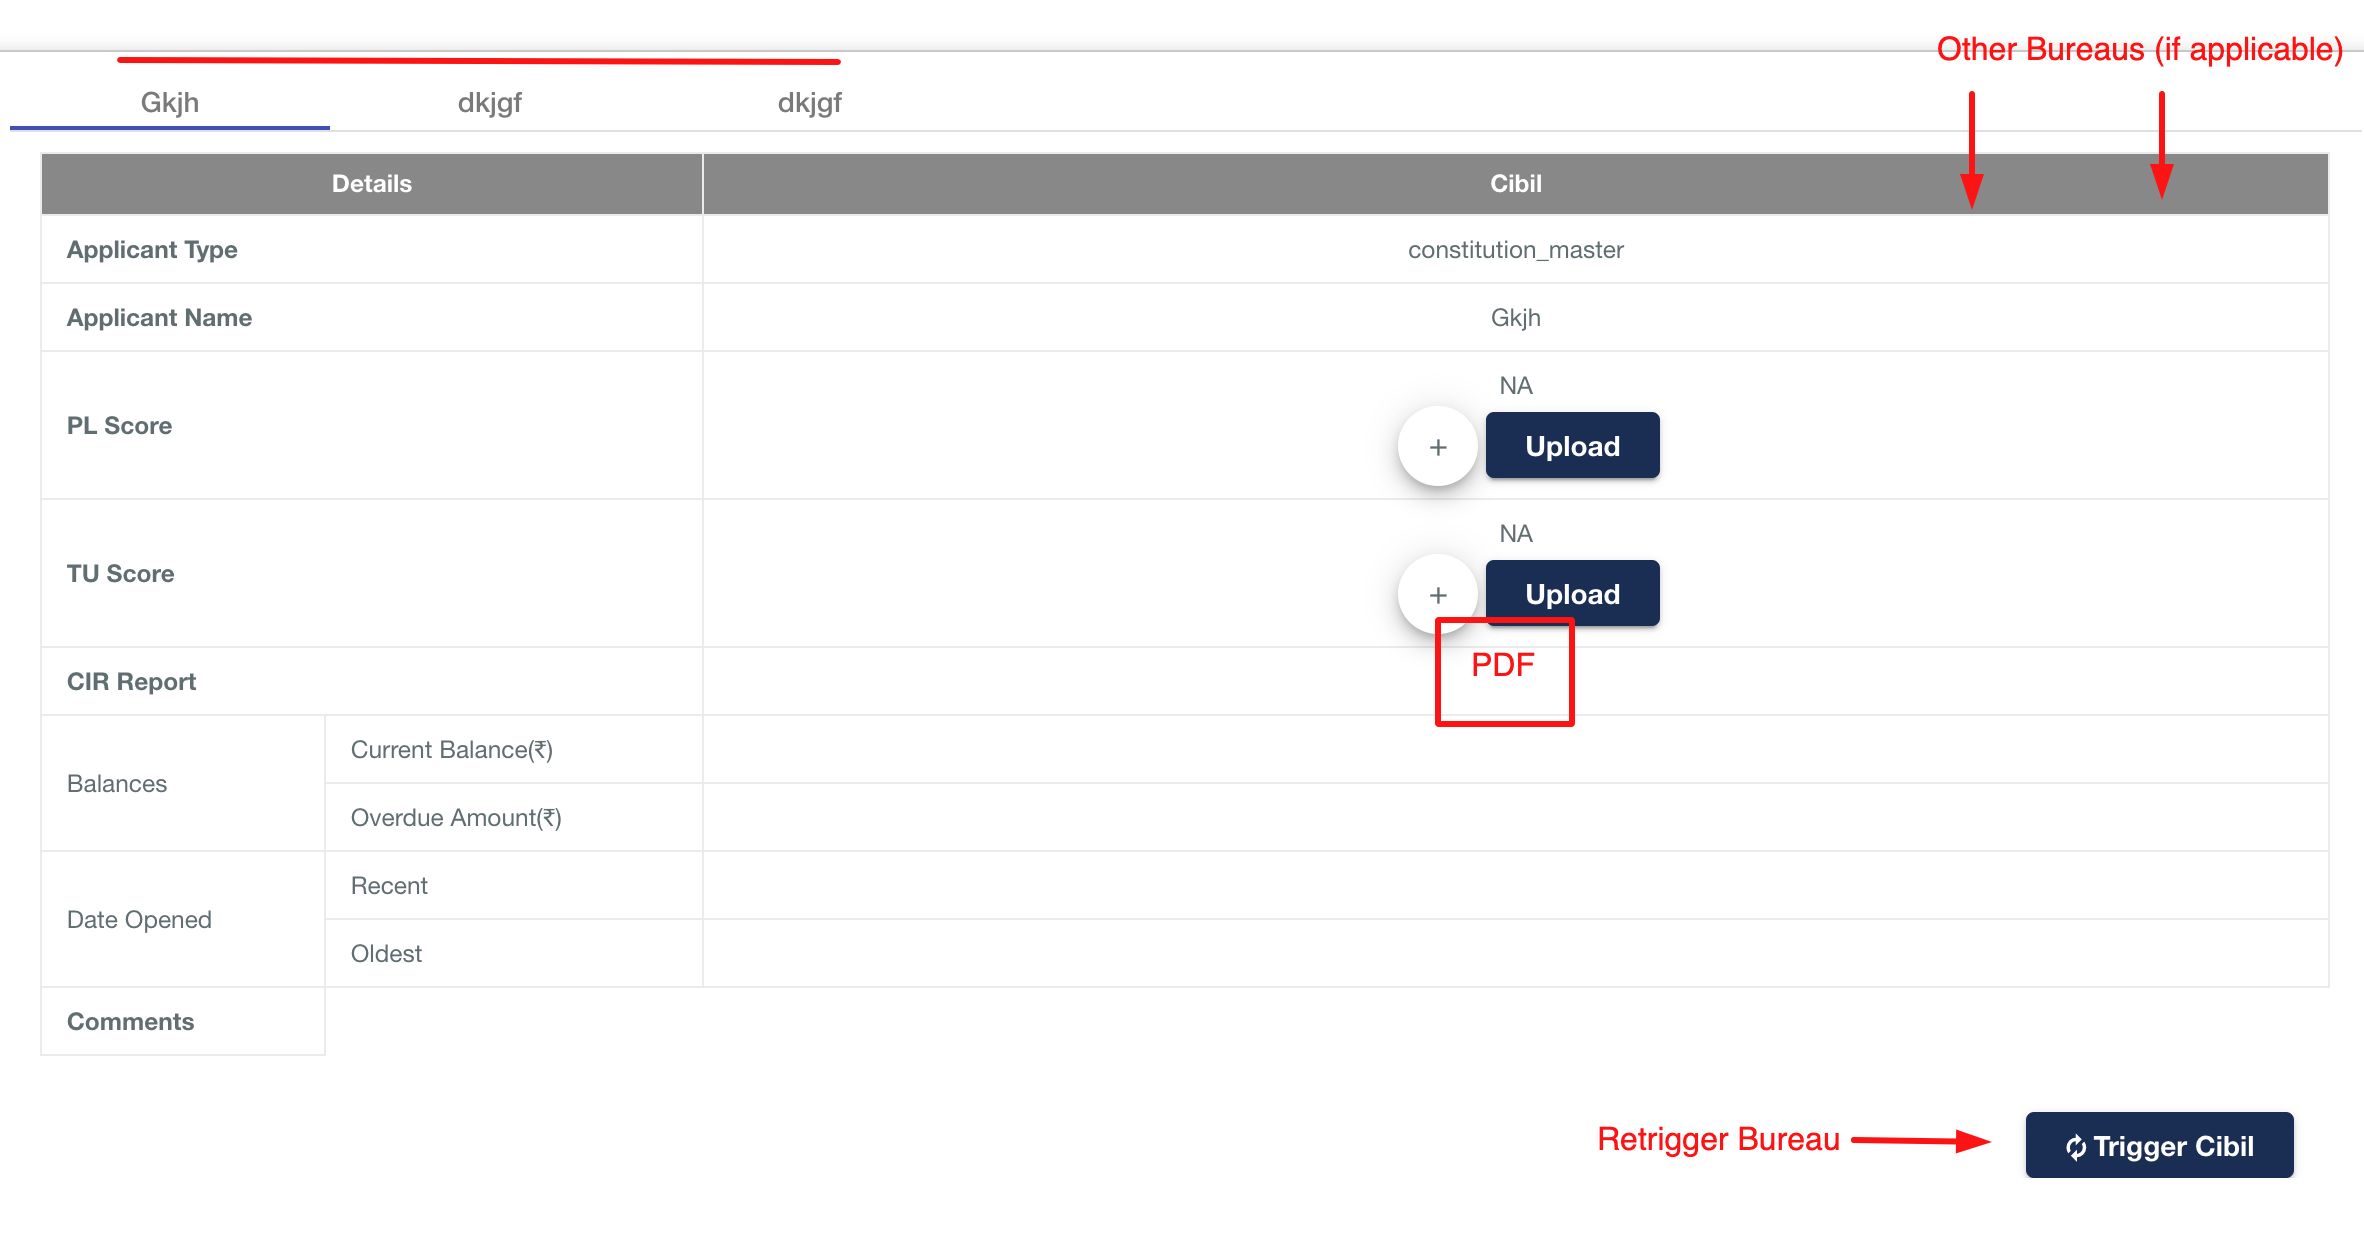 Other Bureaus (if applicable)
Gkjh dkjgf dkjgf
Details Cibil
Applicant Type constitution_master
Applicant Name Gkjh
NA
PL Score + Upload
NA
TU Score + Upload
PDF
CIR Report
Current Balance(₹)
Balances
Overdue Amount(₹)
Recent
Date Opened
Oldest
Comments
Retrigger Bureau Trigger Cibil